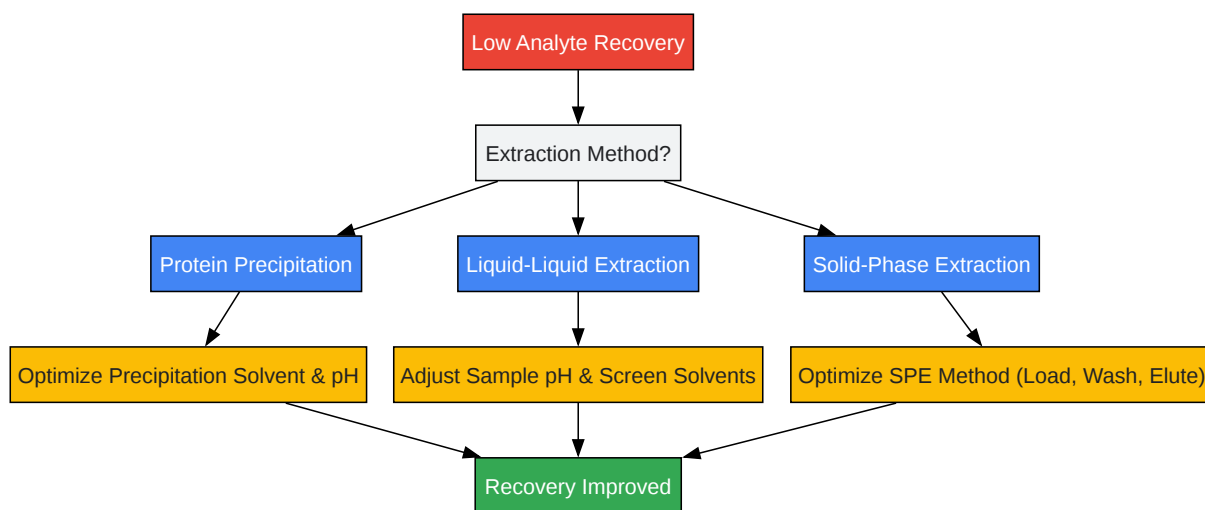 Low Analyte Recovery
Extraction Method?
Protein Precipitation
Liquid-Liquid Extraction
Solid-Phase Extraction
Optimize Precipitation Solvent & pH
Adjust Sample pH & Screen Solvents
Optimize SPE Method (Load, Wash, Elute)
Recovery Improved